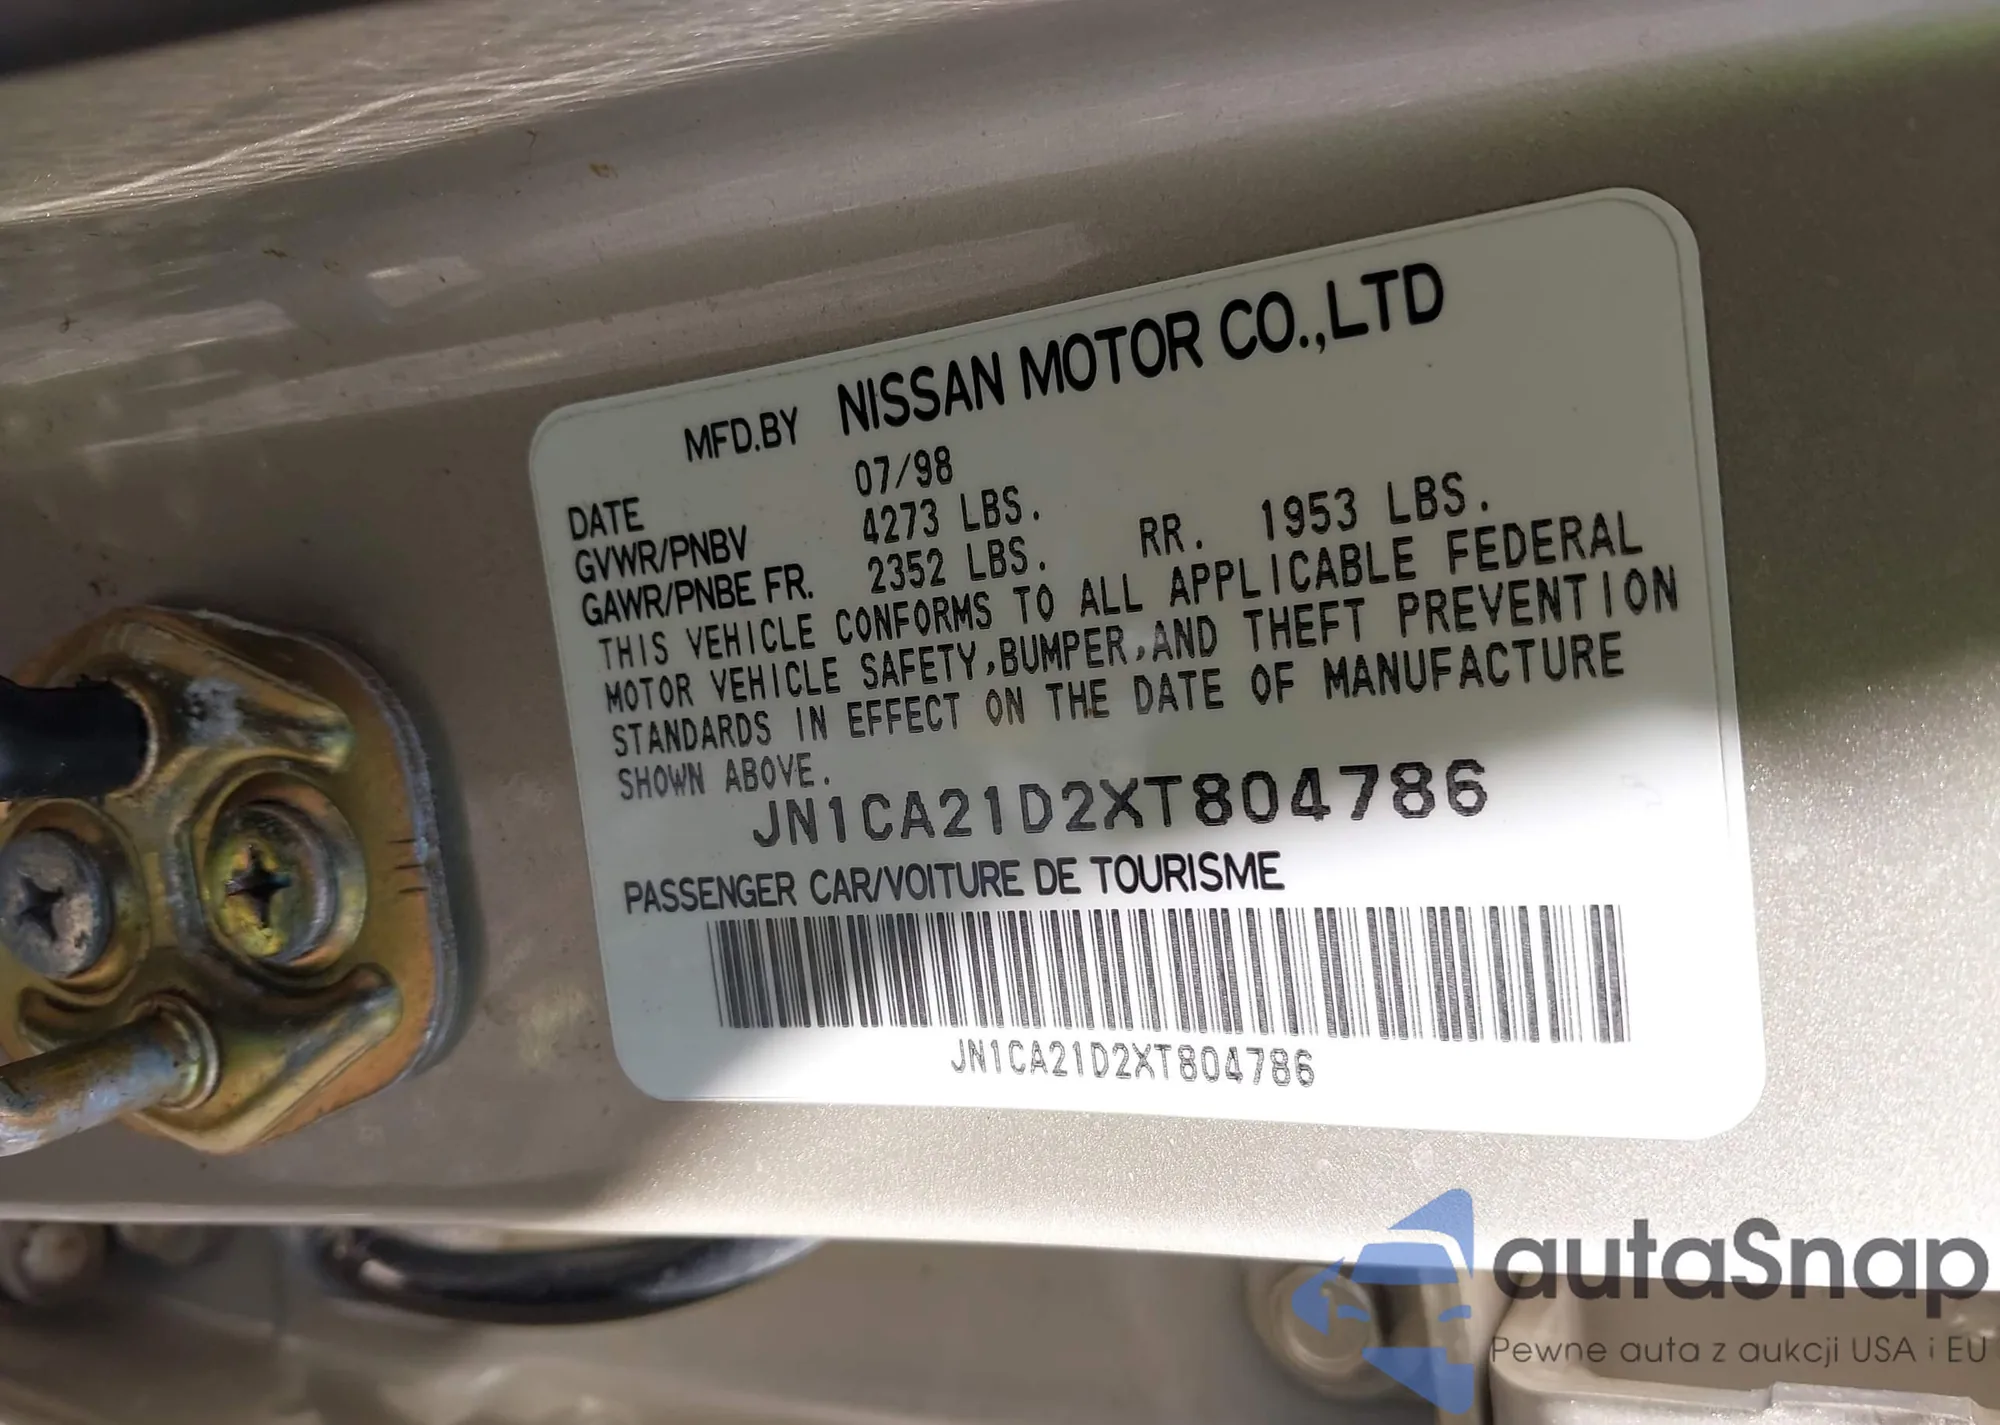 MFD.BY NISSAN MOTOR CO.,LTD
DATE 07/98
GVWR/PNBV 4273 LBS.
GAWR/PNBE FR. 2352 LBS. RR. 1953 LBS.
THIS VEHICLE CONFORMS TO ALL APPLICABLE FEDERAL
MOTOR VEHICLE SAFETY,BUMPER,AND THEFT PREVENTION
STANDARDS IN EFFECT ON THE DATE OF MANUFACTURE
SHOWN ABOVE.
JN1CA21D2XT804786
PASSENGER CAR/VOITURE DE TOURISME
JN1CA21D2XT804786
autaSnap
Pewne auta z aukcji USA i EU